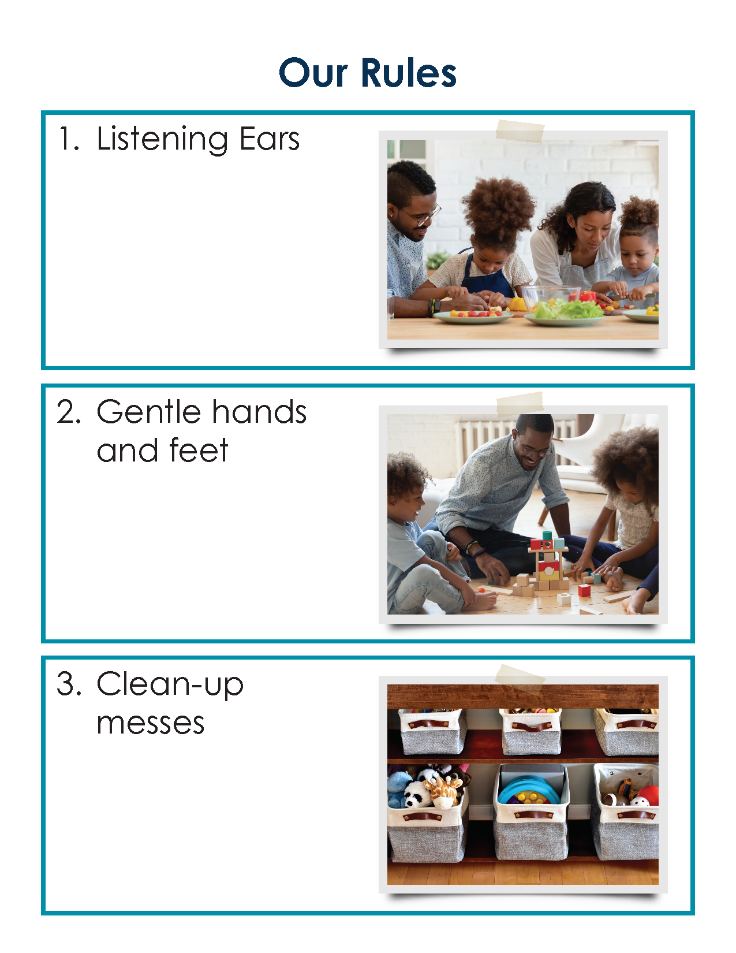 Our Rules
1. Listening Ears
2. Gentle hands
and feet
3. Clean-up
messes